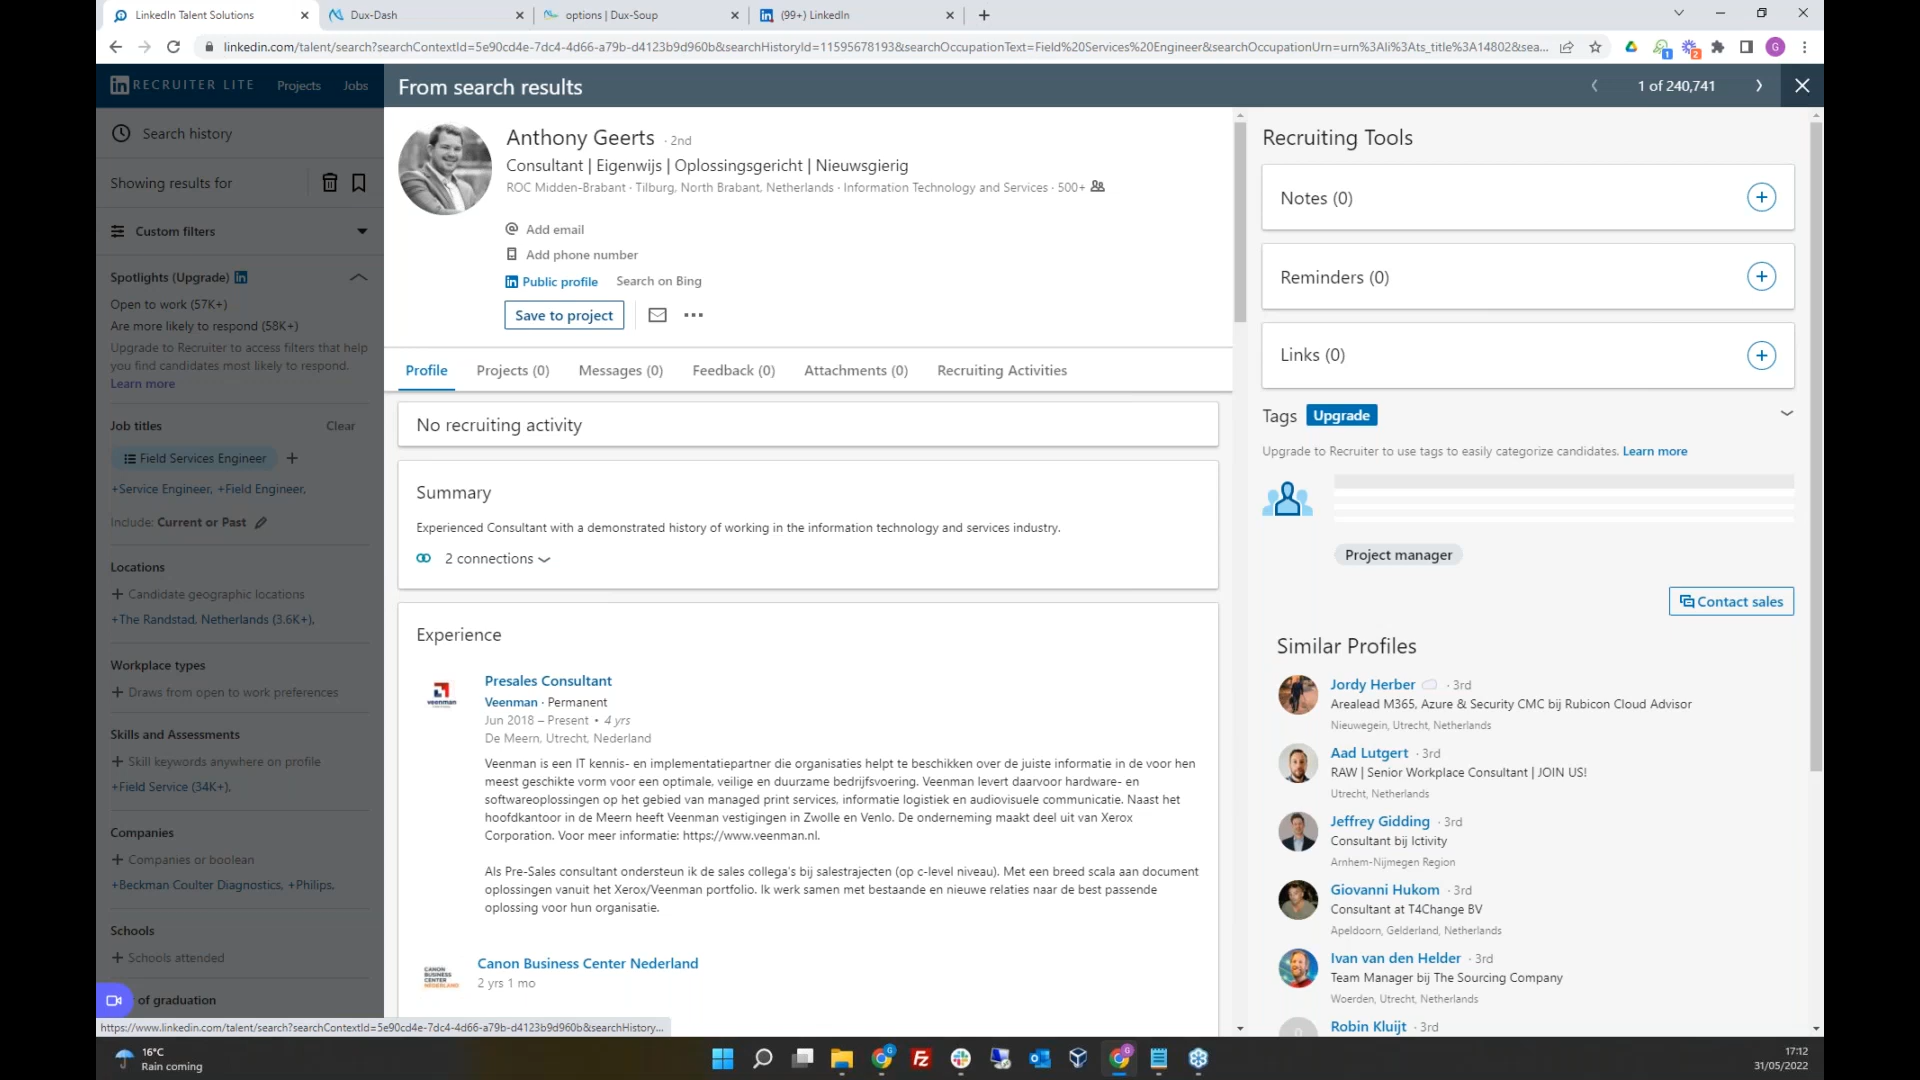 LinkedIn Talent Solutions
Dux-Dash
options | Dux-Soup
(99+) LinkedIn
linkedin.com/talent/search?searchContextId=5e90cd4e-7dc4-4d66-a79b-d4123b9d960b&searchHistoryId=11595678193&searchOccupationText=Field%20Services%20Engineer&searchOccupationUrn=urn%3Ali%3Ats_title%3A14802&sea...
RECRUITER LITE Projects Jobs
From search results
1 of 240,741
Search history
Showing results for
Custom filters
Spotlights (Upgrade)
Open to work (57K+)
Are more likely to respond (58K+)
Upgrade to Recruiter to access filters that help
you find candidates most likely to respond.
Learn more
Job titles Clear
Field Services Engineer
+Service Engineer, +Field Engineer,
Include: Current or Past
Locations
+ Candidate geographic locations
+The Randstad, Netherlands (3.6K+),
Workplace types
+ Draws from open to work preferences
Skills and Assessments
+ Skill keywords anywhere on profile
+Field Service (34K+),
Companies
+ Companies or boolean
+Beckman Coulter Diagnostics, +Philips,
Schools
+ Schools attended
of graduation
https://www.linkedin.com/talent/search?searchContextId=5e90cd4e-7dc4-4d66-a79b-d4123b9d960b&searchHistory...
Anthony Geerts · 2nd
Consultant | Eigenwijs | Oplossingsgericht | Nieuwsgierig
ROC Midden-Brabant · Tilburg, North Brabant, Netherlands · Information Technology and Services · 500+
Add email
Add phone number
Public profile Search on Bing
Save to project
Profile Projects (0) Messages (0) Feedback (0) Attachments (0) Recruiting Activities
No recruiting activity
Summary
Experienced Consultant with a demonstrated history of working in the information technology and services industry.
2 connections
Experience
veenman
Presales Consultant
Veenman · Permanent
Jun 2018 – Present • 4 yrs
De Meern, Utrecht, Nederland
Veenman is een IT kennis- en implementatiepartner die organisaties helpt te beschikken over de juiste informatie in de voor hen
meest geschikte vorm voor een optimale, veilige en duurzame bedrijfsvoering. Veenman levert daarvoor hardware- en
softwareoplossingen op het gebied van managed print services, informatie logistiek en audiovisuele communicatie. Naast het
hoofdkantoor in de Meern heeft Veenman vestigingen in Zwolle en Venlo. De onderneming maakt deel uit van Xerox
Corporation. Voor meer informatie: https://www.veenman.nl.
Als Pre-Sales consultant ondersteun ik de sales collega's bij salestrajecten (op c-level niveau). Met een breed scala aan document
oplossingen vanuit het Xerox/Veenman portfolio. Ik werk samen met bestaande en nieuwe relaties naar de best passende
oplossing voor hun organisatie.
CANON
BUSINESS
CENTER
NEDERLAND
Canon Business Center Nederland
2 yrs 1 mo
Recruiting Tools
Notes (0)
Reminders (0)
Links (0)
Tags Upgrade
Upgrade to Recruiter to use tags to easily categorize candidates. Learn more
Project manager
Contact sales
Similar Profiles
Jordy Herber · 3rd
Arealead M365, Azure & Security CMC bij Rubicon Cloud Advisor
Nieuwegein, Utrecht, Netherlands
Aad Lutgert · 3rd
RAW | Senior Workplace Consultant | JOIN US!
Utrecht, Netherlands
Jeffrey Gidding · 3rd
Consultant bij Ictivity
Arnhem-Nijmegen Region
Giovanni Hukom · 3rd
Consultant at T4Change BV
Apeldoorn, Gelderland, Netherlands
Ivan van den Helder · 3rd
Team Manager bij The Sourcing Company
Woerden, Utrecht, Netherlands
Robin Kluijt · 3rd
16°C
Rain coming
17:12
31/05/2022